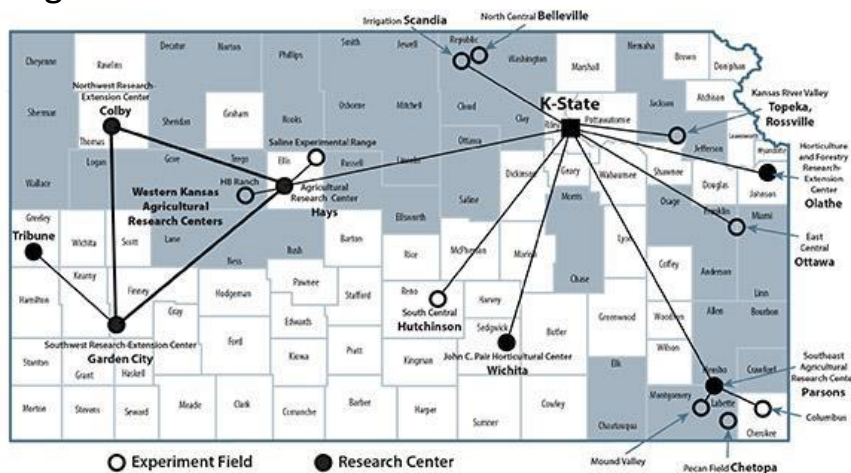 Irrigation Scandia
North Central Belleville
Cheyenne
Rawlins
Decatur
Norton
Phillips
Smith
Jewell
Republic
Washington
Marshall
Nemaha
Brown
Doniphan
Northwest Research-
Extension Center
Colby
K-State
Kansas River Valley
Topeka,
Rossville
Sherman
Thomas
Sheridan
Graham
Rooks
Osborne
Mitchell
Cloud
Clay
Riley
Pottawatomie
Jackson
Atchison
Jefferson
Leavenworth
Wyandotte
Saline Experimental Range
Ottawa
Horticulture
and Forestry
Research-
Extension
Center
Olathe
Wallace
Logan
Gove
Trego
Ellis
Russell
Lincoln
Dickinson
Geary
Wabaunsee
Shawnee
Douglas
Johnson
HB Ranch
Agricultural
Research Center
Hays
Western Kansas
Agricultural
Research Centers
Saline
Morris
Osage
Franklin
Miami
Greeley
Tribune
Wichita
Scott
Lane
Ness
Rush
Barton
Ellsworth
Rice
McPherson
Marion
Chase
Lyon
Coffey
Anderson
Linn
East
Central
Ottawa
Hamilton
Kearny
Finney
Hodgeman
Pawnee
Stafford
Reno
Harvey
Butler
Greenwood
Woodson
Allen
Bourbon
Gray
Edwards
South Central
Hutchinson
Sedgwick
Southwest Research-Extension Center
Garden City
Ford
Kiowa
Pratt
Kingman
John C. Pair Horticultural Center
Wichita
Elk
Wilson
Neosho
Crawford
Southeast
Agricultural
Research Center
Parsons
Stanton
Grant
Haskell
Morton
Stevens
Seward
Meade
Clark
Comanche
Barber
Harper
Sumner
Cowley
Chautauqua
Montgomery
Labette
Cherokee
Columbus
Mound Valley
Pecan Field Chetopa
Experiment Field
Research Center